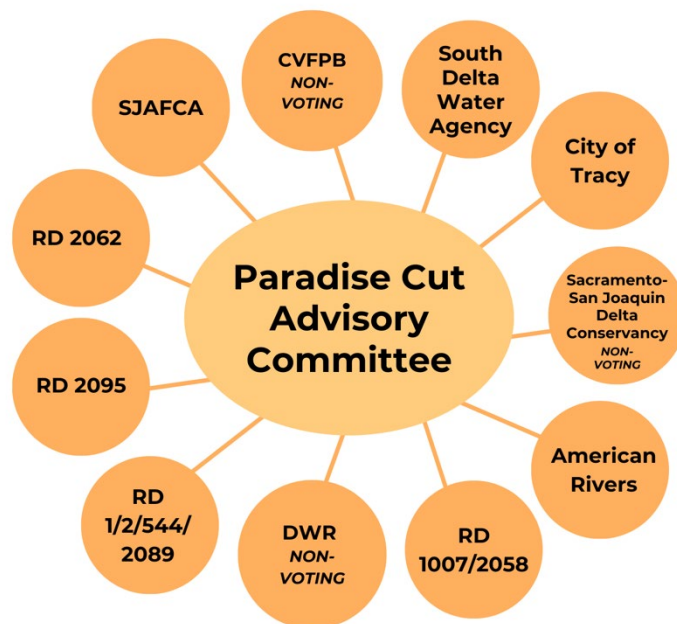 Paradise Cut
Advisory
Committee
CVFPB
NON-
VOTING
South
Delta
Water
Agency
City of
Tracy
Sacramento-
San Joaquin
Delta
Conservancy
NON-
VOTING
American
Rivers
RD
1007/2058
DWR
NON-
VOTING
RD
1/2/544/
2089
RD 2095
RD 2062
SJAFCA